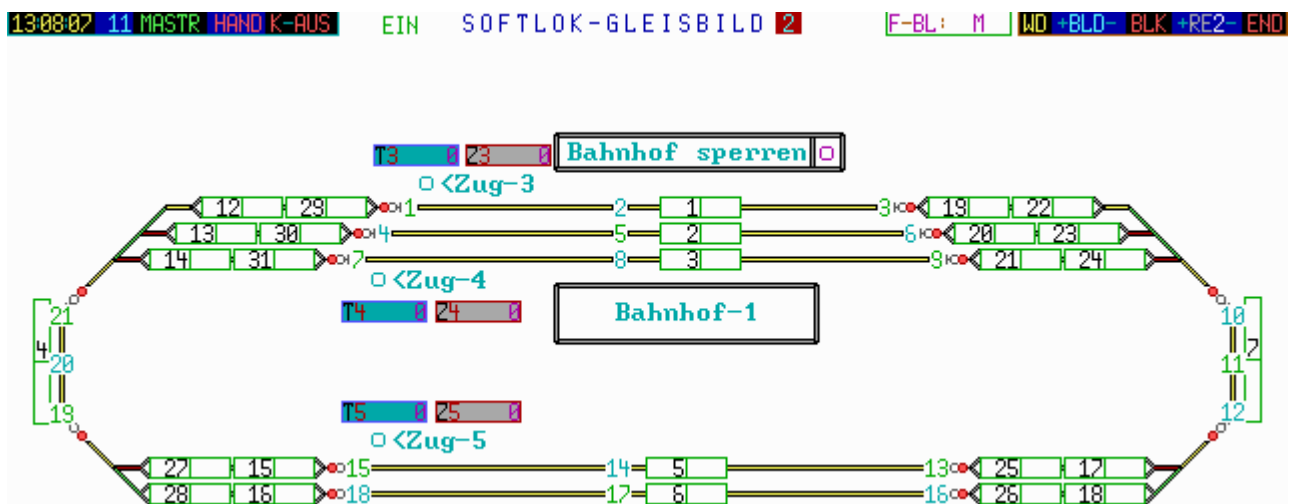 13:08:07 11 MASTR HAND K-AUS EIN SOFTLOK-GLEISBILD 2 F-BL: M WD +BLD- BLK +RE2- END
T3 0 Z3 0 Bahnhof sperren
<Zug-3
12 29 1 2 1 3 19 22
13 30 4 5 2 6 20 23
14 31 7 8 3 9 21 24
<Zug-4
T4 0 Z4 0 Bahnhof-1
21 10
4 7
20 11
19 12
T5 0 Z5 0
<Zug-5
27 15 15 14 5 13 25 17
28 16 18 17 6 16 26 18